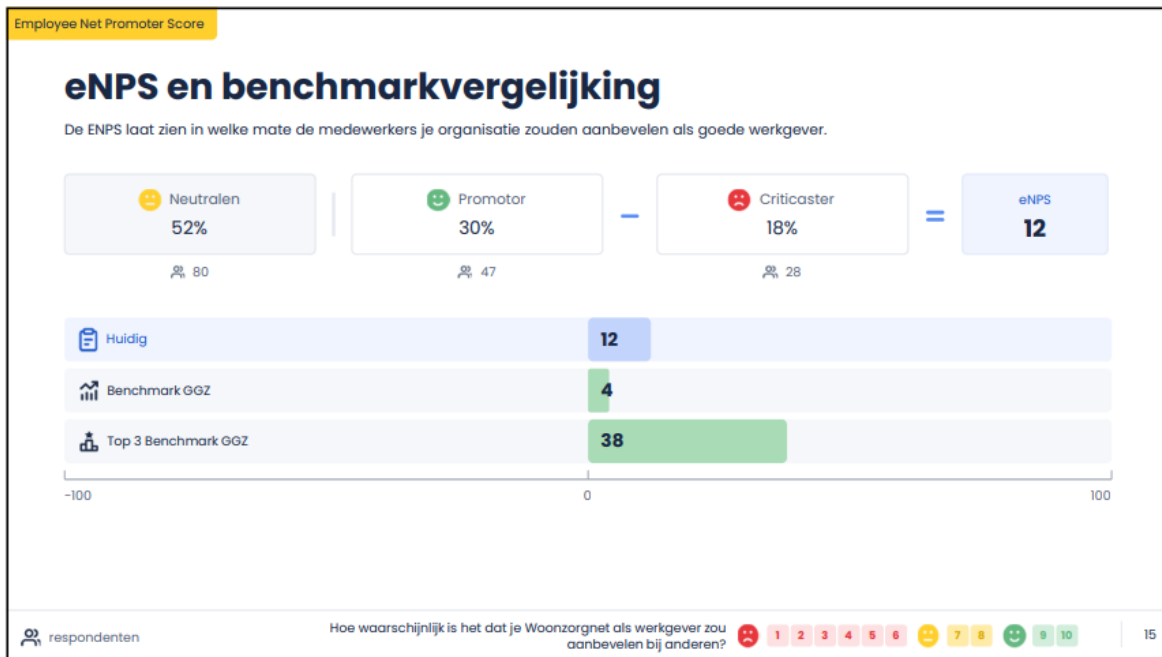 Employee Net Promoter Score
eNPS en benchmarkvergelijking
De ENPS laat zien in welke mate de medewerkers je organisatie zouden aanbevelen als goede werkgever.
Neutralen
52%
80
Promotor
30%
47
−
Criticaster
18%
28
=
eNPS
12
Huidig
12
Benchmark GGZ
4
Top 3 Benchmark GGZ
38
-100
0
100
respondenten
Hoe waarschijnlijk is het dat je Woonzorgnet als werkgever zou
aanbevelen bij anderen?
1 2 3 4 5 6 7 8 9 10
15